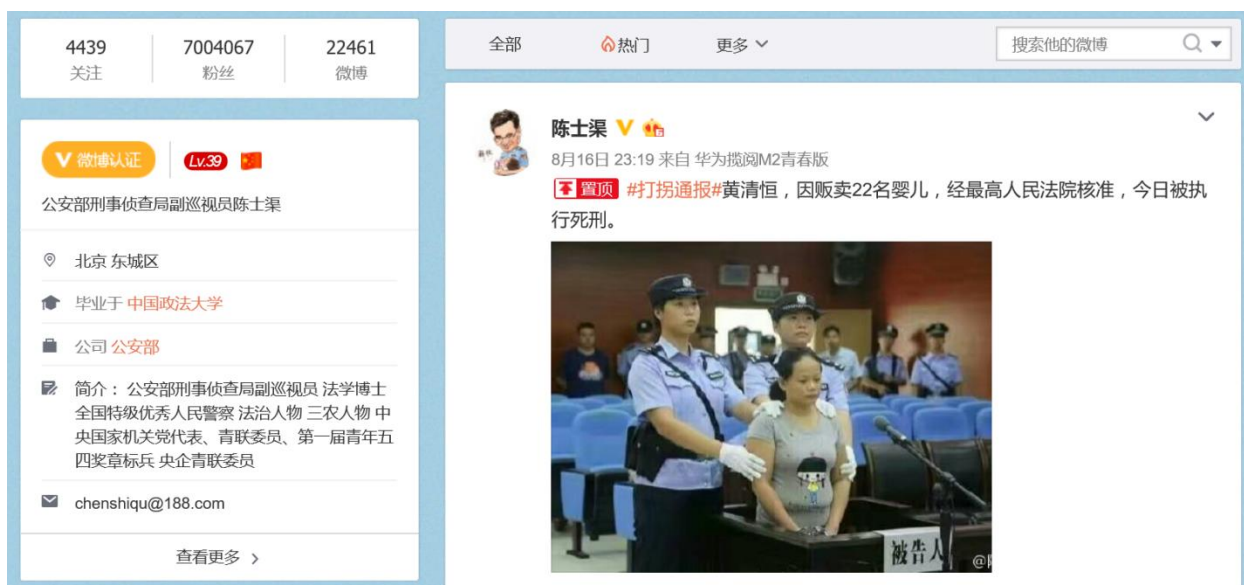 4439
7004067
22461
关注
粉丝
微博
微博认证
Lv.39
公安部刑事侦查局副巡视员陈士渠
北京 东城区
毕业于 中国政法大学
公司 公安部
简介： 公安部刑事侦查局副巡视员 法学博士
全国特级优秀人民警察 法治人物 三农人物 中
央国家机关党代表、青联委员、第一届青年五
四奖章标兵 央企青联委员
chenshiqu@188.com
查看更多 >
全部
热门
更多
搜索他的微博
陈士渠
8月16日 23:19 来自 华为揽阅M2青春版
置顶 #打拐通报#黄清恒，因贩卖22名婴儿，经最高人民法院核准，今日被执
行死刑。
被告人